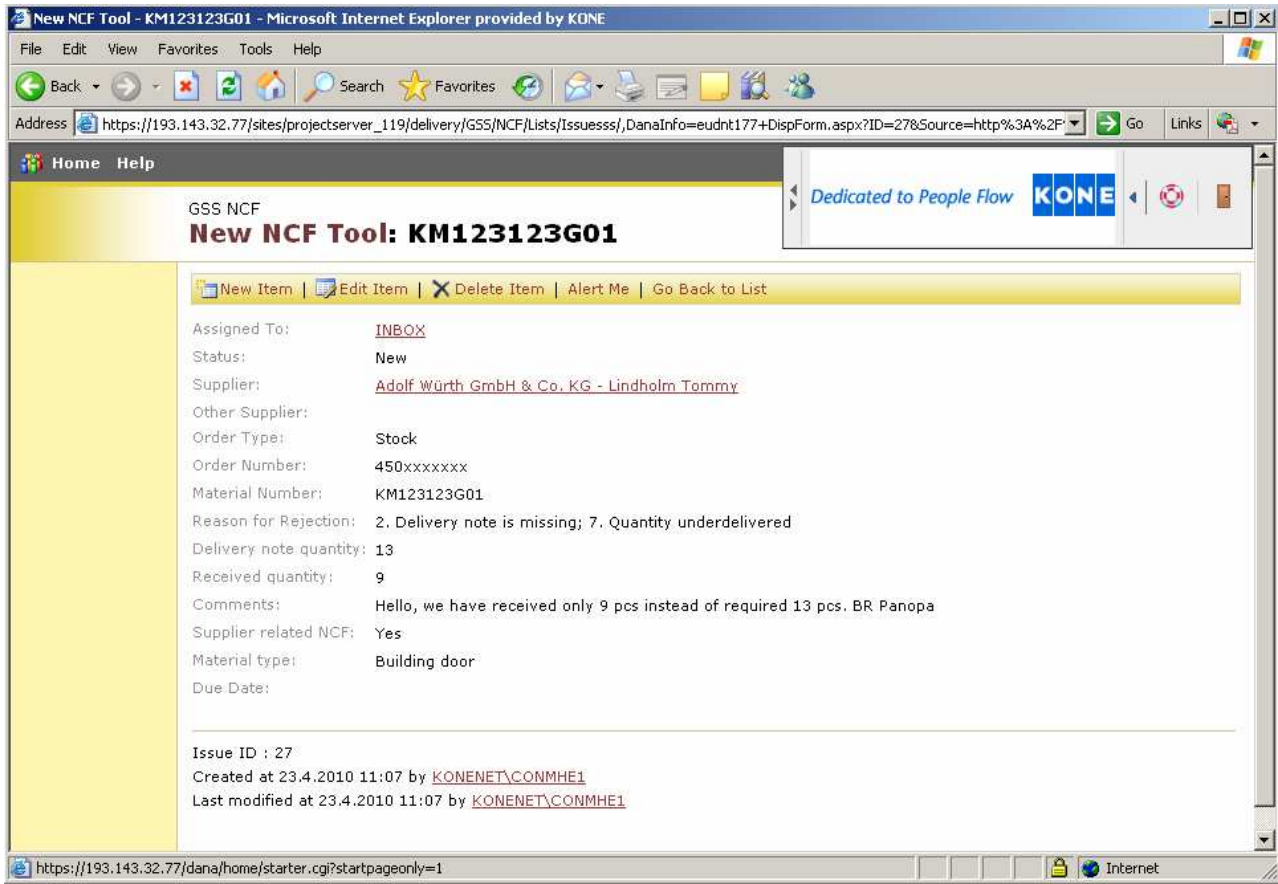 New NCF Tool - KM123123G01 - Microsoft Internet Explorer provided by KONE
File Edit View Favorites Tools Help
Back Search Favorites
Address https://193.143.32.77/sites/projectserver_119/delivery/GSS/NCF/Lists/Issuesss/,DanaInfo=eudnt177+DispForm.aspx?ID=27&Source=http%3A%2F Go Links
Home Help
Dedicated to People Flow KONE
GSS NCF
New NCF Tool: KM123123G01
New Item | Edit Item | Delete Item | Alert Me | Go Back to List
Assigned To: INBOX
Status: New
Supplier: Adolf Würth GmbH & Co. KG - Lindholm Tommy
Other Supplier:
Order Type: Stock
Order Number: 450xxxxxxx
Material Number: KM123123G01
Reason for Rejection: 2. Delivery note is missing; 7. Quantity underdelivered
Delivery note quantity: 13
Received quantity: 9
Comments: Hello, we have received only 9 pcs instead of required 13 pcs. BR Panopa
Supplier related NCF: Yes
Material type: Building door
Due Date:
Issue ID : 27
Created at 23.4.2010 11:07 by KONENET\CONMHE1
Last modified at 23.4.2010 11:07 by KONENET\CONMHE1
https://193.143.32.77/dana/home/starter.cgi?startpageonly=1 Internet